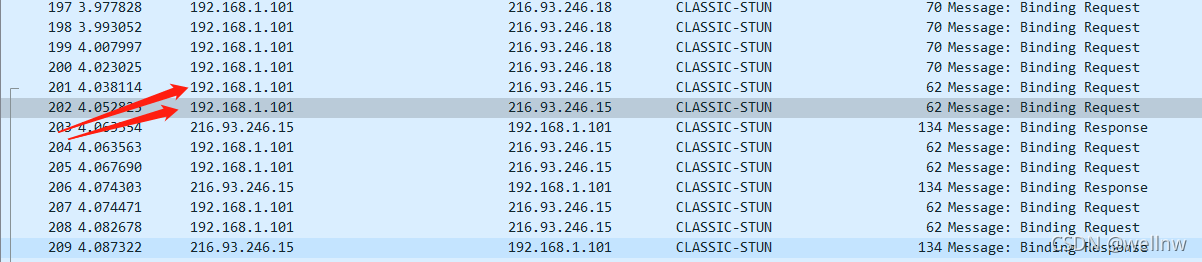 197 3.977828 192.168.1.101 216.93.246.18 CLASSIC-STUN 70 Message: Binding Request
198 3.993052 192.168.1.101 216.93.246.18 CLASSIC-STUN 70 Message: Binding Request
199 4.007997 192.168.1.101 216.93.246.18 CLASSIC-STUN 70 Message: Binding Request
200 4.023025 192.168.1.101 216.93.246.18 CLASSIC-STUN 70 Message: Binding Request
201 4.038114 192.168.1.101 216.93.246.15 CLASSIC-STUN 62 Message: Binding Request
202 4.052825 192.168.1.101 216.93.246.15 CLASSIC-STUN 62 Message: Binding Request
203 4.063354 216.93.246.15 192.168.1.101 CLASSIC-STUN 134 Message: Binding Response
204 4.063563 192.168.1.101 216.93.246.15 CLASSIC-STUN 62 Message: Binding Request
205 4.067690 192.168.1.101 216.93.246.15 CLASSIC-STUN 62 Message: Binding Request
206 4.074303 216.93.246.15 192.168.1.101 CLASSIC-STUN 134 Message: Binding Response
207 4.074471 192.168.1.101 216.93.246.15 CLASSIC-STUN 62 Message: Binding Request
208 4.082678 192.168.1.101 216.93.246.15 CLASSIC-STUN 62 Message: Binding Request
209 4.087322 216.93.246.15 192.168.1.101 CLASSIC-STUN 134 Message: Binding Response
CSDN @wellnw